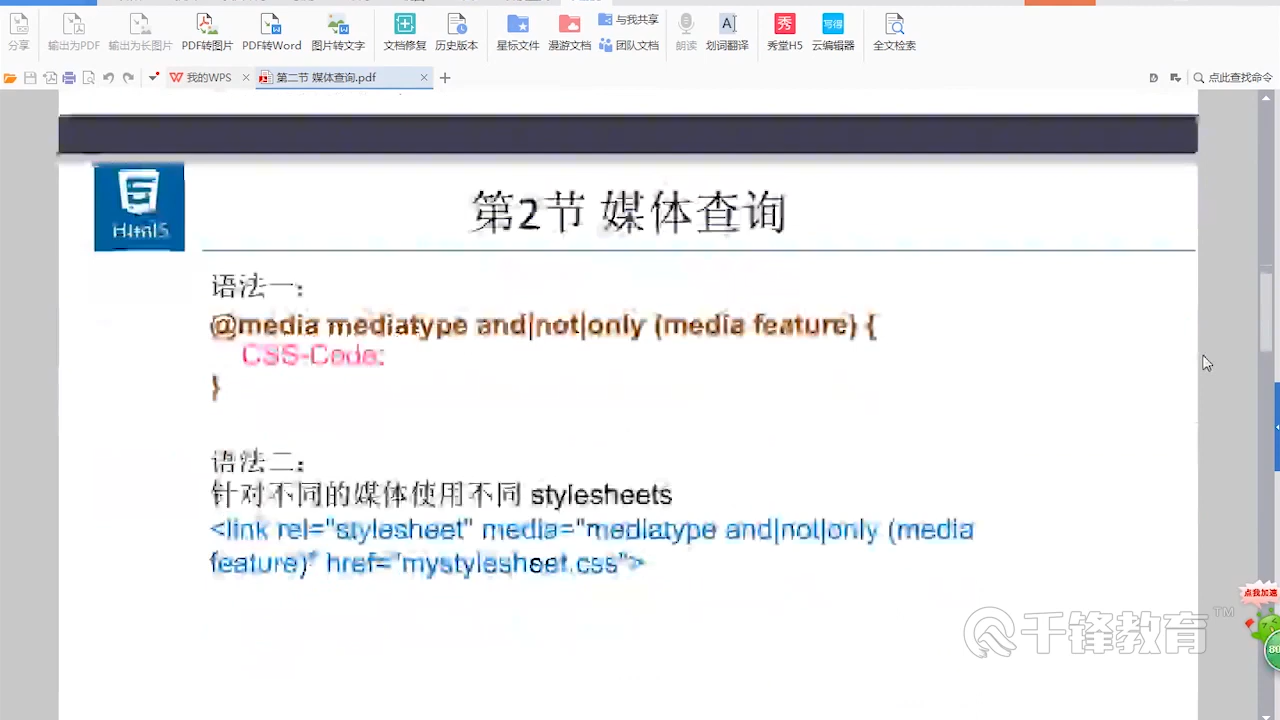 与我共享
分享 输出为PDF 输出为长图片 PDF转图片 PDF转Word 图片转文字 文档修复 历史版本 星标文件 漫游文档 团队文档 朗读 划词翻译 秀堂H5 云编辑器 全文检索
我的WPS 第二节 媒体查询.pdf 点此查找命令
Html5
第2节 媒体查询
语法一：
@media mediatype and|not|only (media feature) {
CSS-Code;
}
语法二：
针对不同的媒体使用不同 stylesheets
<link rel="stylesheet" media="mediatype and|not|only (media
feature)" href="mystylesheet.css">
点我加速
80
千锋教育 TM